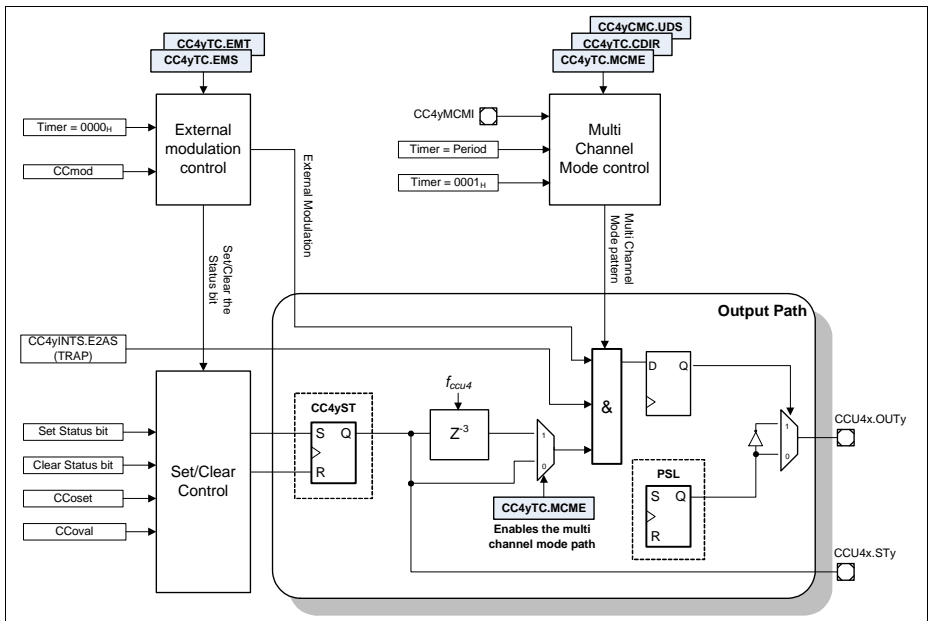 CC4yTC.EMT
CC4yTC.EMS
CC4yCMC.UDS
CC4yTC.CDIR
CC4yTC.MCME
Timer = 0000H
CCmod
External
modulation
control
CC4yMCMI
Timer = Period
Timer = 0001H
Multi
Channel
Mode control
External Modulation
Set/Clear the
Status bit
Multi Channel
Mode pattern
Output Path
CC4yINTS.E2AS
(TRAP)
Set Status bit
Clear Status bit
CCoset
CCoval
Set/Clear
Control
CC4yST
S Q
R
fccu4
Z-3
1
0
CC4yTC.MCME
Enables the multi
channel mode path
&
D Q
PSL
S Q
R
1
0
CCU4x.OUTy
CCU4x.STy